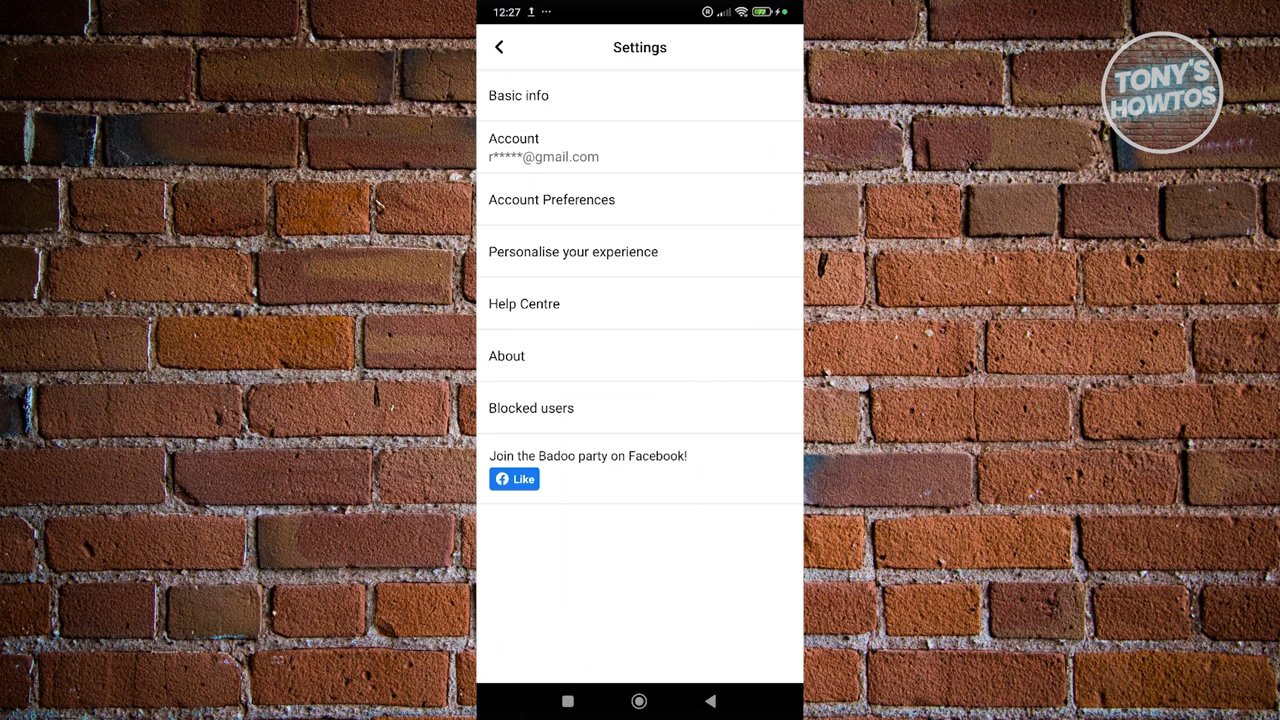 12:27
77
Settings
Basic info
Account
r*****@gmail.com
Account Preferences
Personalise your experience
Help Centre
About
Blocked users
Join the Badoo party on Facebook!
Like
TONY'S
HOWTOS